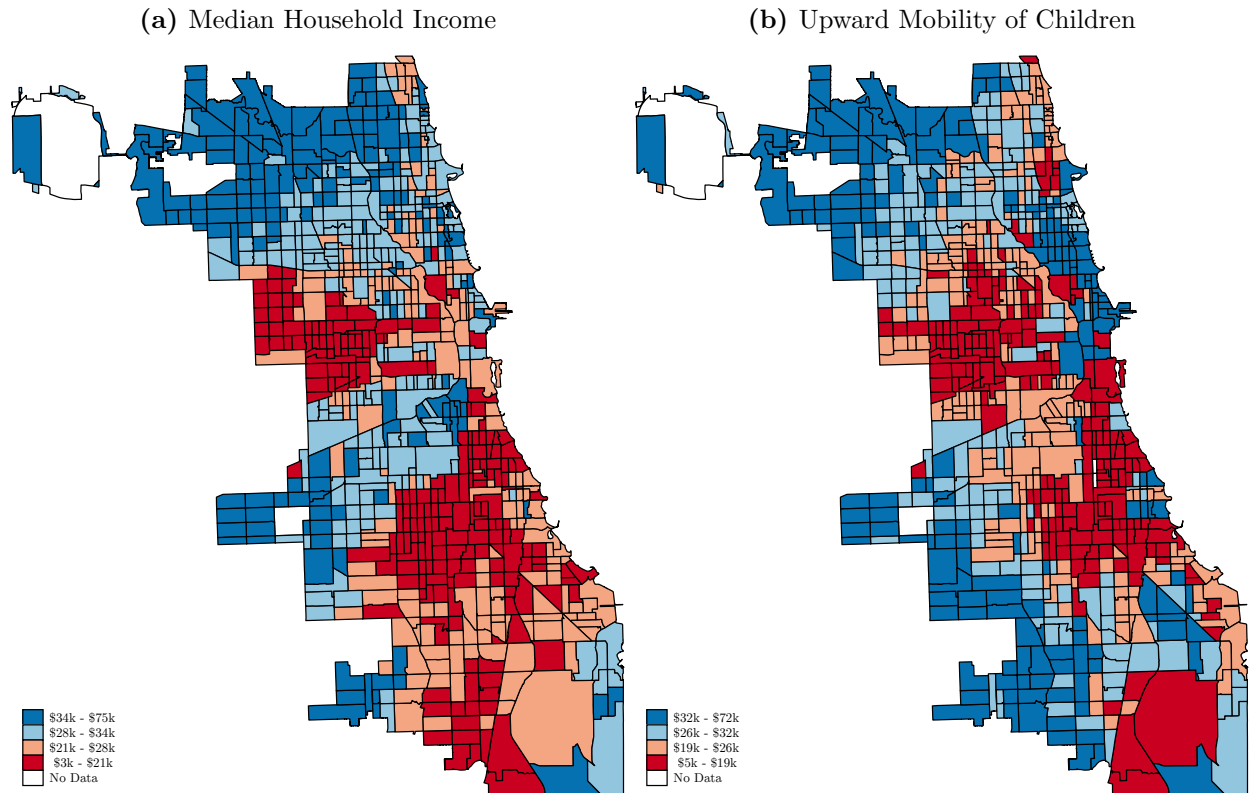 (a) Median Household Income
(b) Upward Mobility of Children
$34k - $75k
$28k - $34k
$21k - $28k
$3k - $21k
No Data
$32k - $72k
$26k - $32k
$19k - $26k
$5k - $19k
No Data